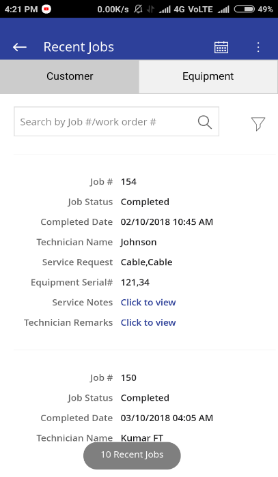 4:21 PM 0.00K/s 4G VoLTE 49%
Recent Jobs
Customer Equipment
Search by Job #/work order #
Job # 154
Job Status Completed
Completed Date 02/10/2018 10:45 AM
Technician Name Johnson
Service Request Cable,Cable
Equipment Serial# 121,34
Service Notes Click to view
Technician Remarks Click to view
Job # 150
Job Status Completed
Completed Date 03/10/2018 04:05 AM
Technician Name Kumar FT
10 Recent Jobs